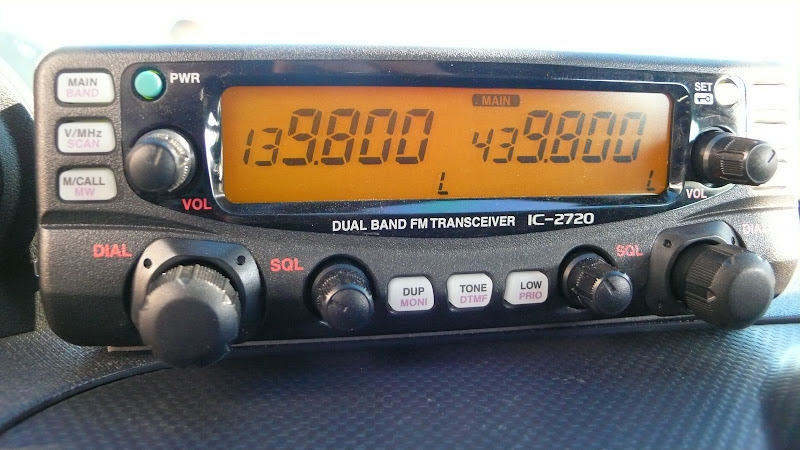 MAIN
BAND
PWR
V/MHz
SCAN
M/CALL
MW
VOL
139.800
L
MAIN
439.800
L
SET
VOL
DUAL BAND FM TRANSCEIVER IC-2720
DIAL
SQL
DUP
MONI
TONE
DTMF
LOW
PRIO
SQL
DIAL